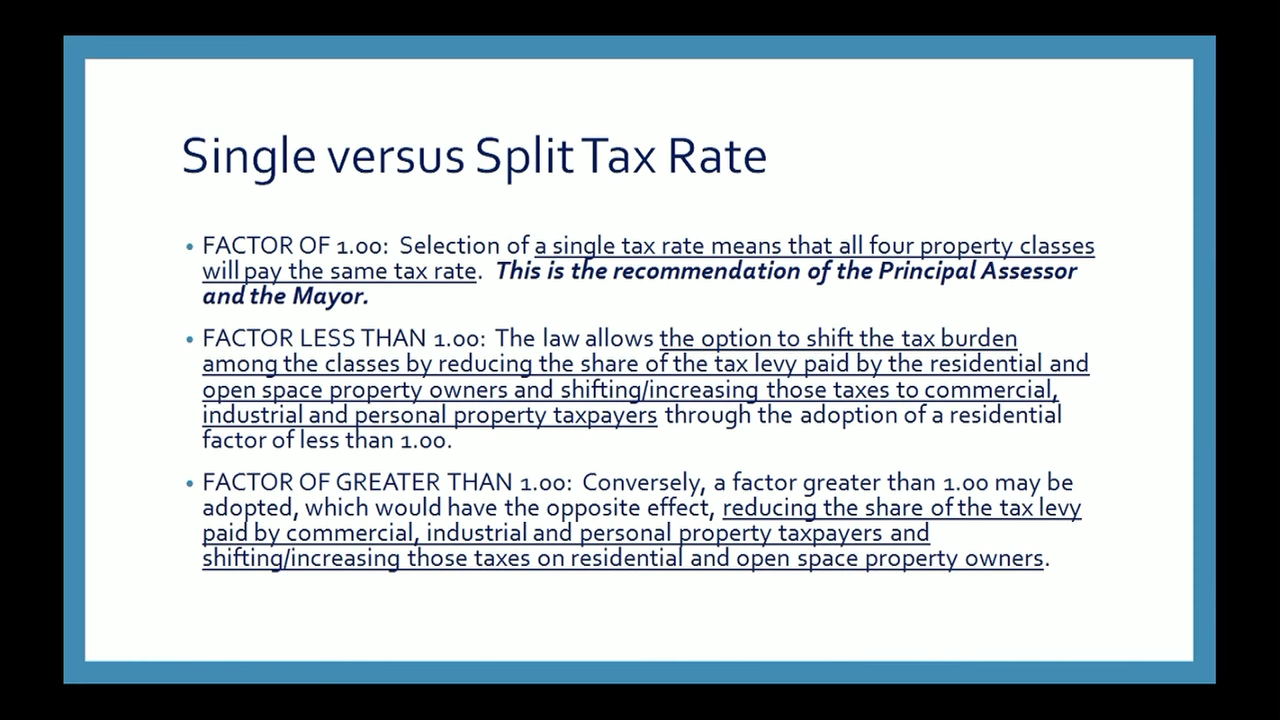 Single versus Split Tax Rate
• FACTOR OF 1.00: Selection of a single tax rate means that all four property classes
will pay the same tax rate. This is the recommendation of the Principal Assessor
and the Mayor.
• FACTOR LESS THAN 1.00: The law allows the option to shift the tax burden
among the classes by reducing the share of the tax levy paid by the residential and
open space property owners and shifting/increasing those taxes to commercial,
industrial and personal property taxpayers through the adoption of a residential
factor of less than 1.00.
• FACTOR OF GREATER THAN 1.00: Conversely, a factor greater than 1.00 may be
adopted, which would have the opposite effect, reducing the share of the tax levy
paid by commercial, industrial and personal property taxpayers and
shifting/increasing those taxes on residential and open space property owners.